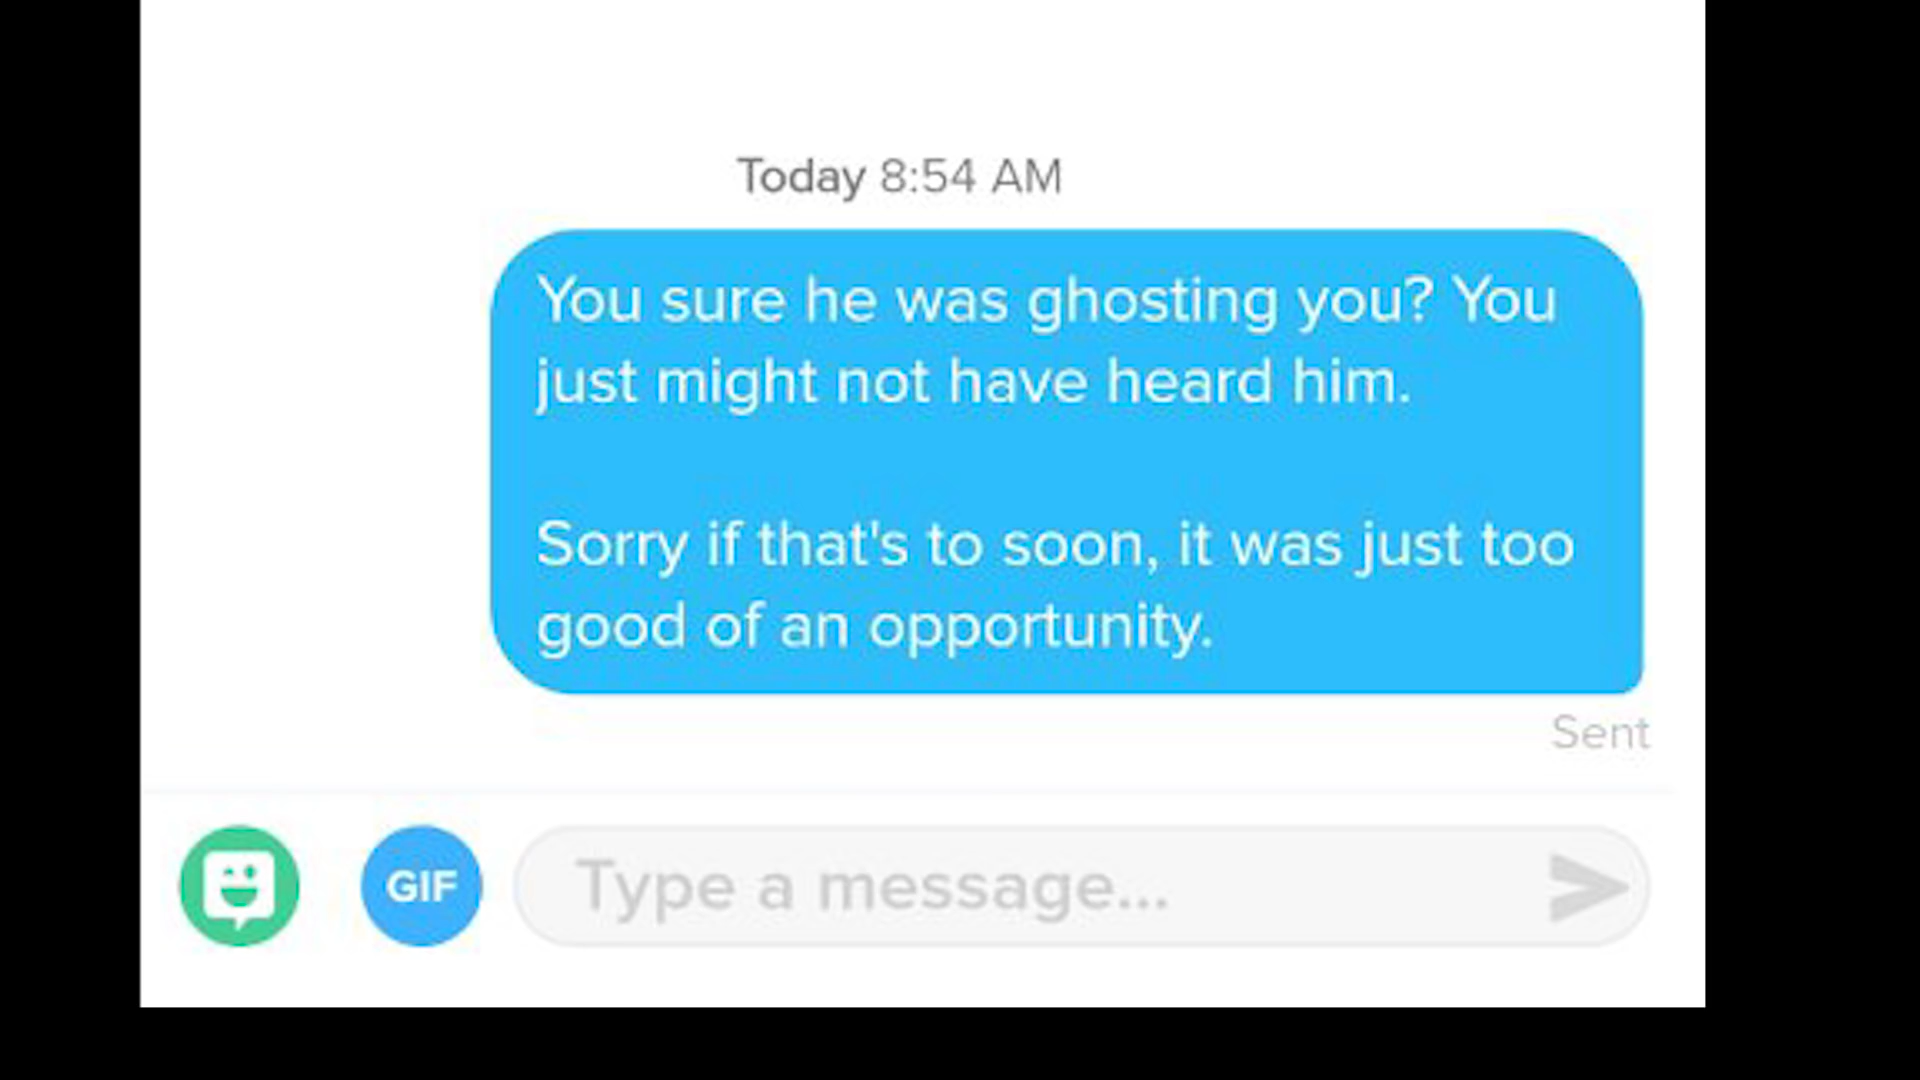 Today 8:54 AM
You sure he was ghosting you? You
just might not have heard him.
Sorry if that's to soon, it was just too
good of an opportunity.
Sent
GIF
Type a message...